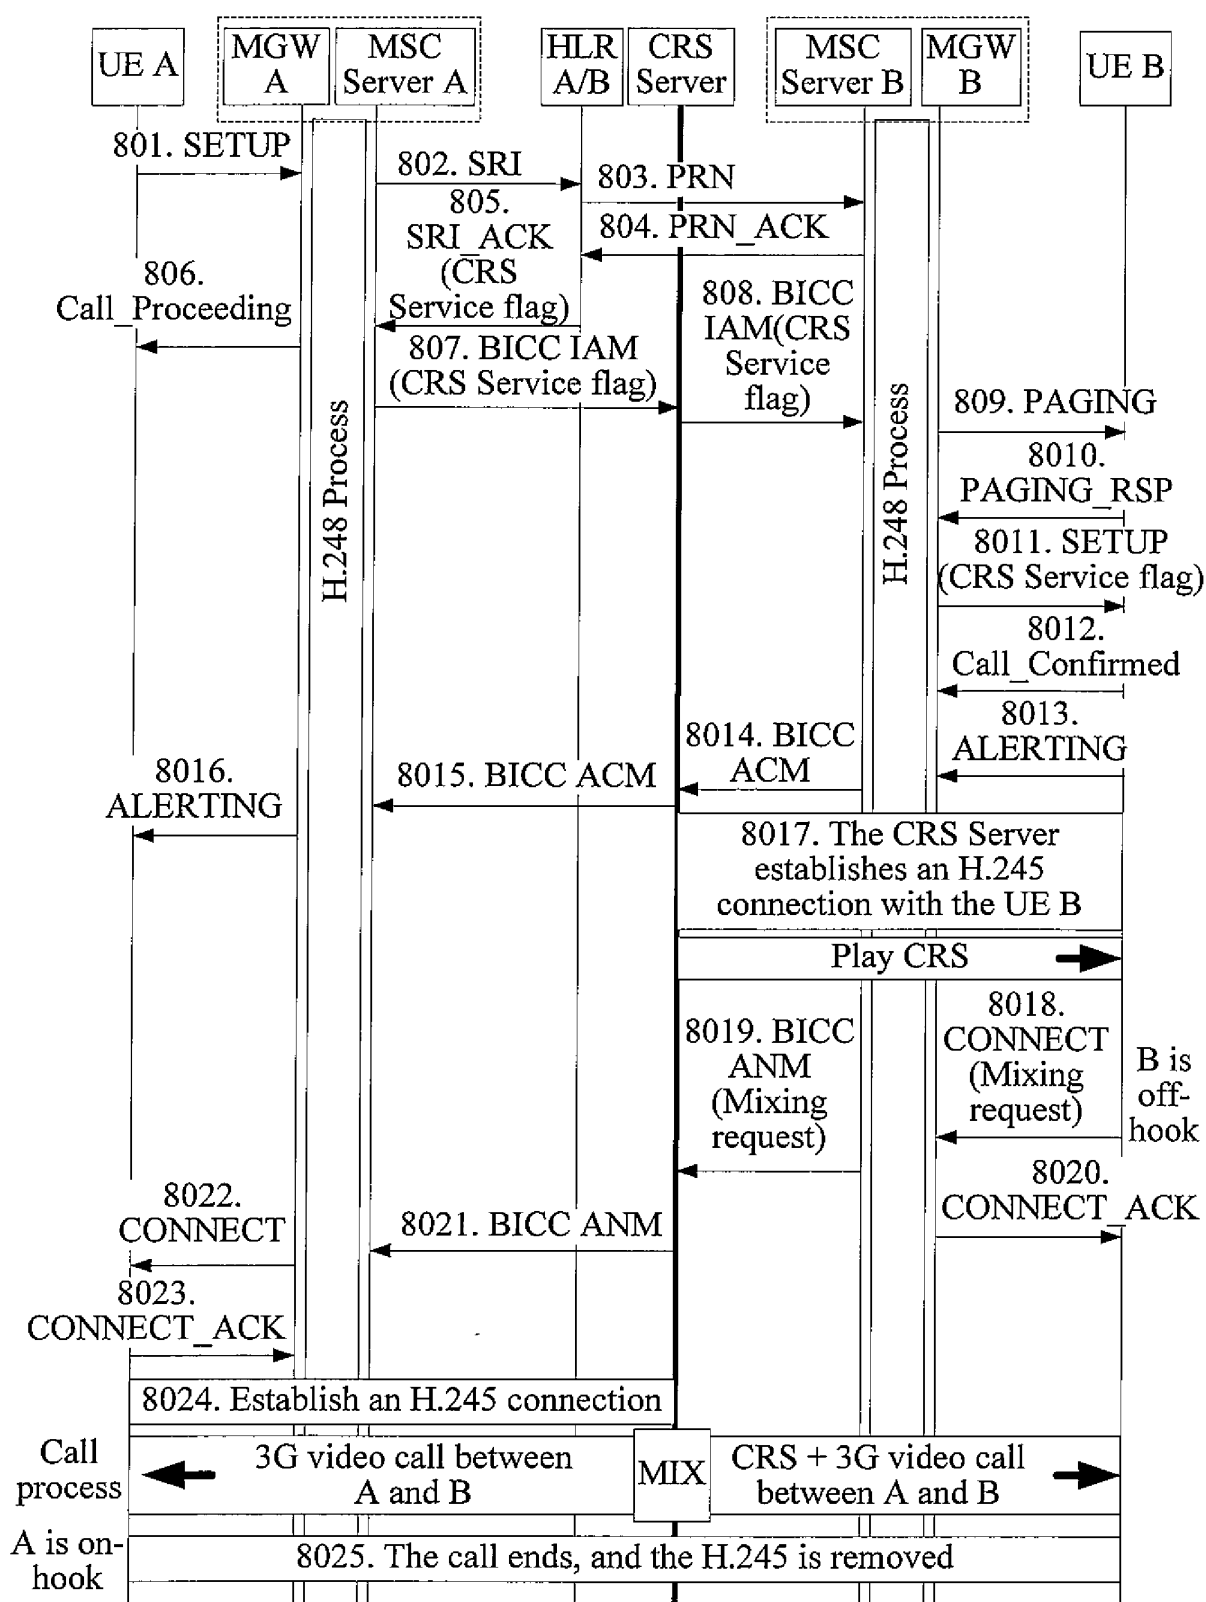 UE A
MGW
A
MSC
Server A
HLR
A/B
CRS
Server
MSC
Server B
MGW
B
UE B
801. SETUP
802. SRI
803. PRN
804. PRN_ACK
805.
SRI_ACK
(CRS
Service flag)
806.
Call_Proceeding
807. BICC IAM
(CRS Service flag)
808. BICC
IAM(CRS
Service
flag)
H.248 Process
H.248 Process
809. PAGING
8010.
PAGING_RSP
8011. SETUP
(CRS Service flag)
8012.
Call_Confirmed
8013.
ALERTING
8014. BICC
ACM
8015. BICC ACM
8016.
ALERTING
8017. The CRS Server
establishes an H.245
connection with the UE B
Play CRS
8018.
CONNECT
(Mixing
request)
B is
off-
hook
8019. BICC
ANM
(Mixing
request)
8020.
CONNECT_ACK
8021. BICC ANM
8022.
CONNECT
8023.
CONNECT_ACK
8024. Establish an H.245 connection
Call
process
3G video call between
A and B
MIX
CRS + 3G video call
between A and B
A is on-
hook
8025. The call ends, and the H.245 is removed